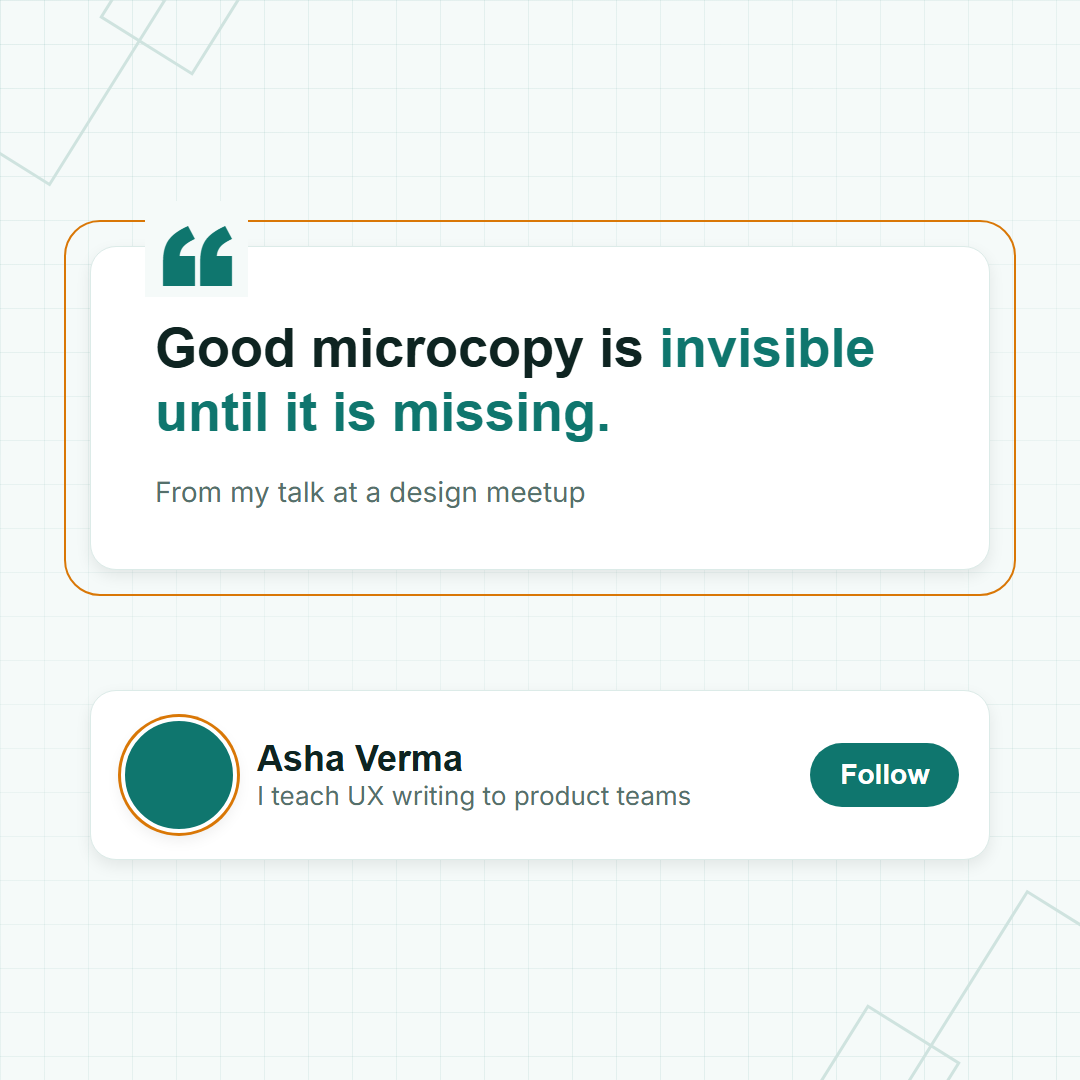 “
Good microcopy is invisible
until it is missing.
From my talk at a design meetup
Asha Verma
I teach UX writing to product teams
Follow